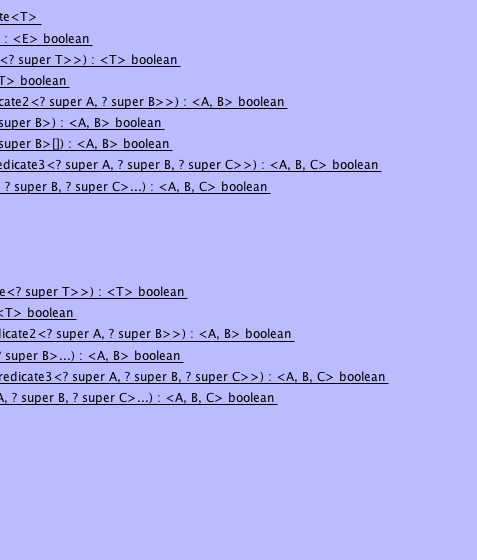 te<T>
) : <E> boolean
<? super T>>) : <T> boolean
T> boolean
cate2<? super A, ? super B>>) : <A, B> boolean
super B>) : <A, B> boolean
super B>[]) : <A, B> boolean
edicate3<? super A, ? super B, ? super C>>) : <A, B, C> boolean
, ? super B, ? super C>...) : <A, B, C> boolean
e<? super T>>) : <T> boolean
<T> boolean
licate2<? super A, ? super B>>) : <A, B> boolean
? super B>...) : <A, B> boolean
redicate3<? super A, ? super B, ? super C>>) : <A, B, C> boolean
A, ? super B, ? super C>...) : <A, B, C> boolean